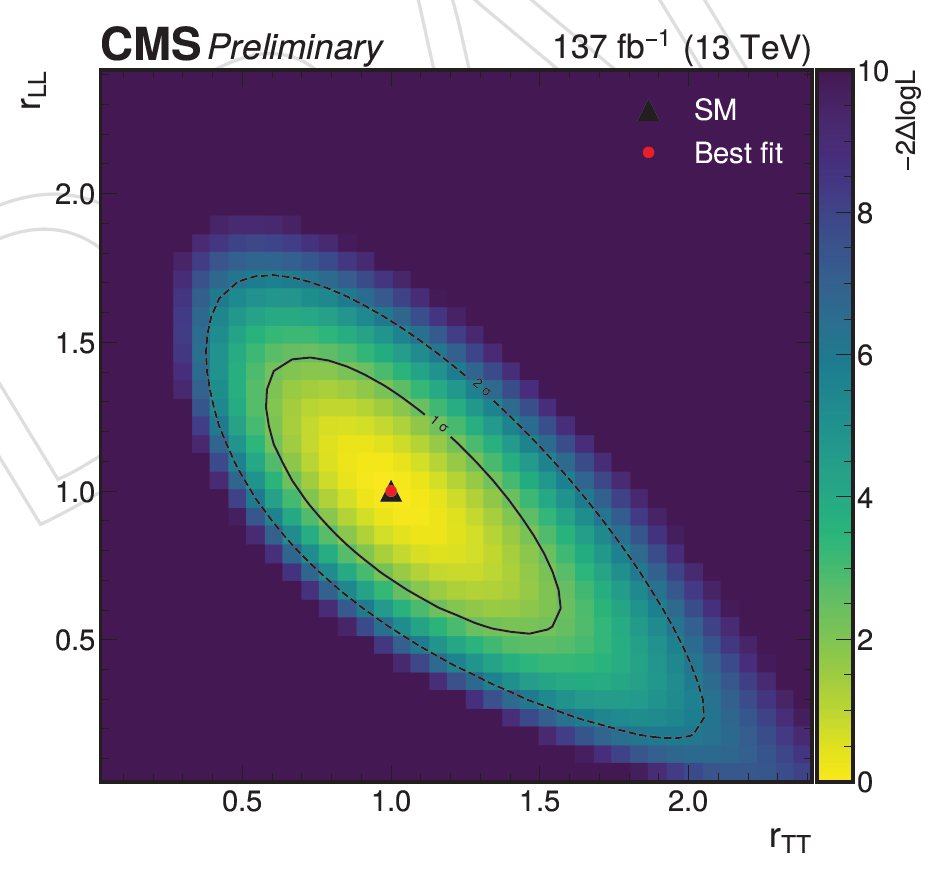 CMS Preliminary 137 fb⁻¹ (13 TeV)
r_LL
10
−2ΔlogL
SM
Best fit
2.0
8
1.5
6
2 σ
1 σ
1.0
4
0.5
2
0
0.5 1.0 1.5 2.0
r_TT